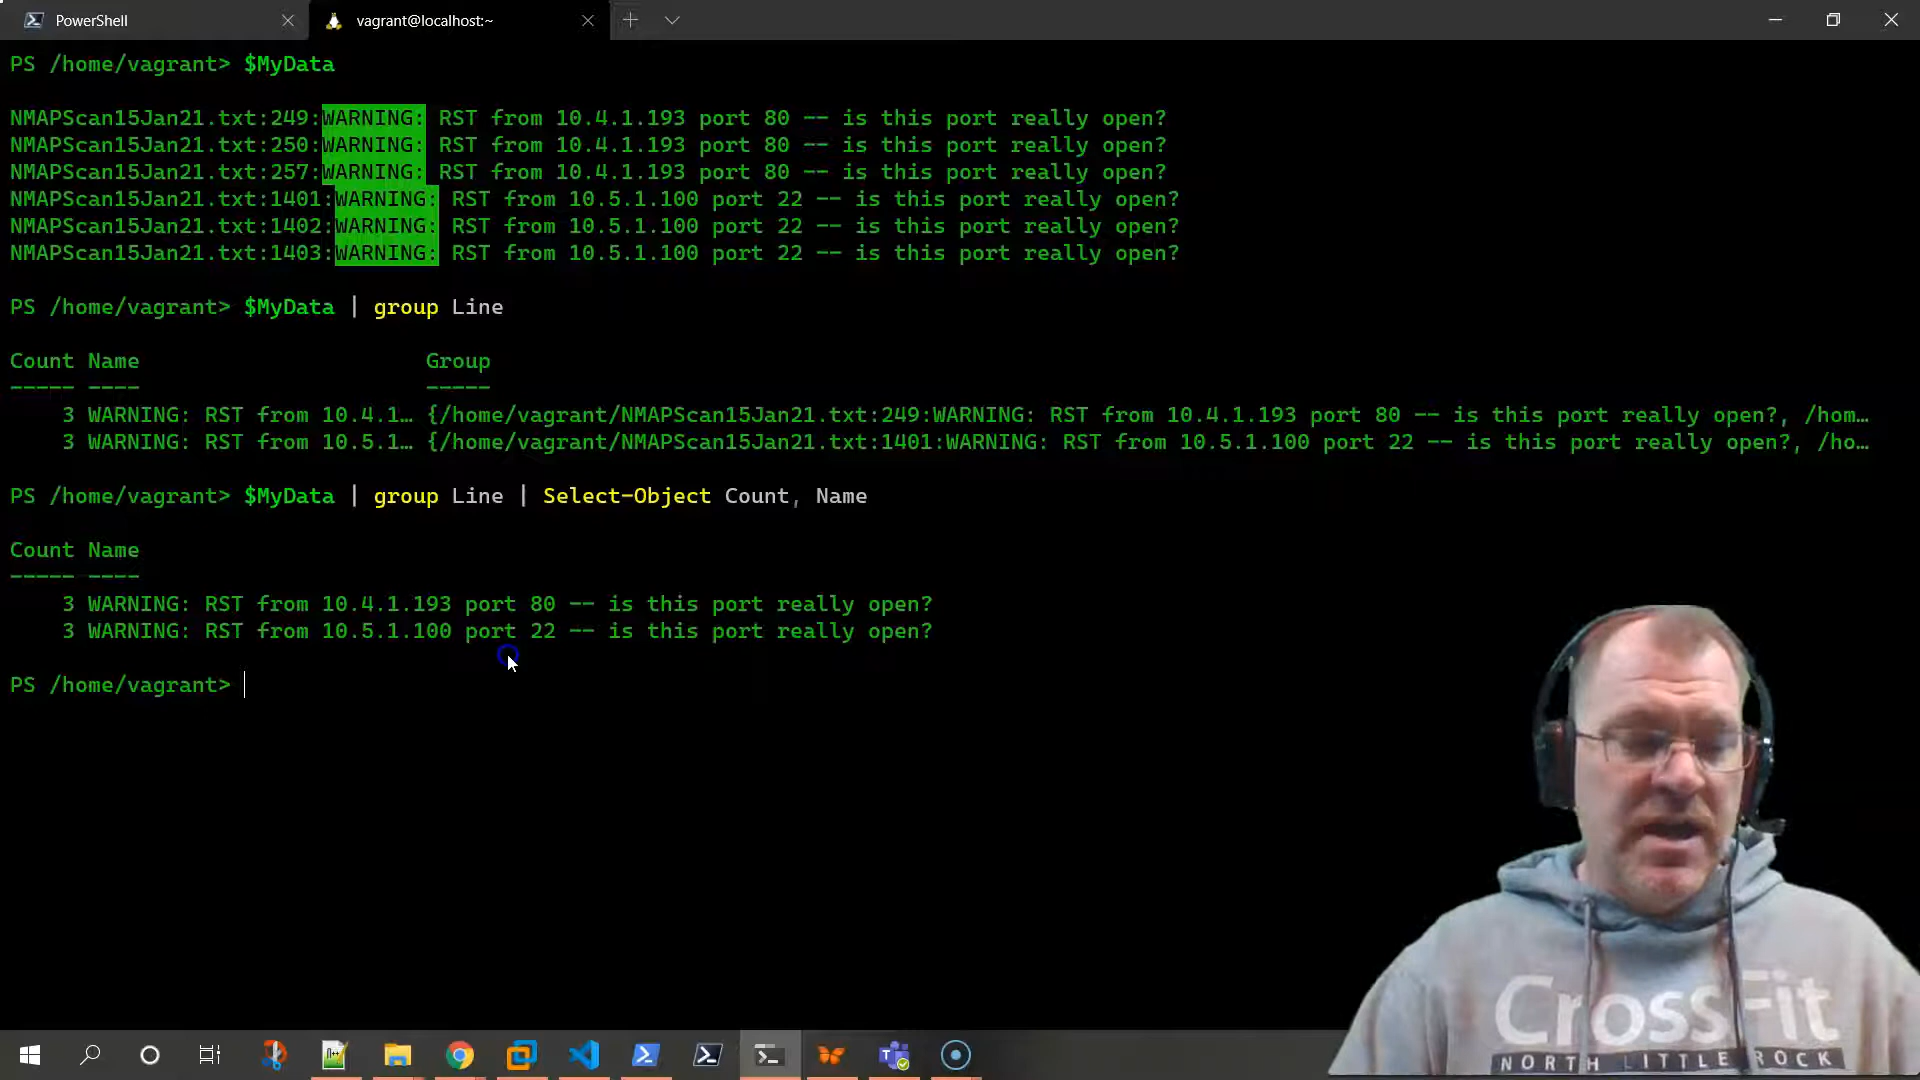 PowerShell
vagrant@localhost:~
PS /home/vagrant> $MyData
NMAPScan15Jan21.txt:249:WARNING: RST from 10.4.1.193 port 80 -- is this port really open?
NMAPScan15Jan21.txt:250:WARNING: RST from 10.4.1.193 port 80 -- is this port really open?
NMAPScan15Jan21.txt:257:WARNING: RST from 10.4.1.193 port 80 -- is this port really open?
NMAPScan15Jan21.txt:1401:WARNING: RST from 10.5.1.100 port 22 -- is this port really open?
NMAPScan15Jan21.txt:1402:WARNING: RST from 10.5.1.100 port 22 -- is this port really open?
NMAPScan15Jan21.txt:1403:WARNING: RST from 10.5.1.100 port 22 -- is this port really open?
PS /home/vagrant> $MyData | group Line
Count Name Group
----- ---- -----
3 WARNING: RST from 10.4.1… {/home/vagrant/NMAPScan15Jan21.txt:249:WARNING: RST from 10.4.1.193 port 80 -- is this port really open?, /hom…
3 WARNING: RST from 10.5.1… {/home/vagrant/NMAPScan15Jan21.txt:1401:WARNING: RST from 10.5.1.100 port 22 -- is this port really open?, /ho…
PS /home/vagrant> $MyData | group Line | Select-Object Count, Name
Count Name
----- ----
3 WARNING: RST from 10.4.1.193 port 80 -- is this port really open?
3 WARNING: RST from 10.5.1.100 port 22 -- is this port really open?
PS /home/vagrant>
CrossFit
NORTH LITTLE ROCK